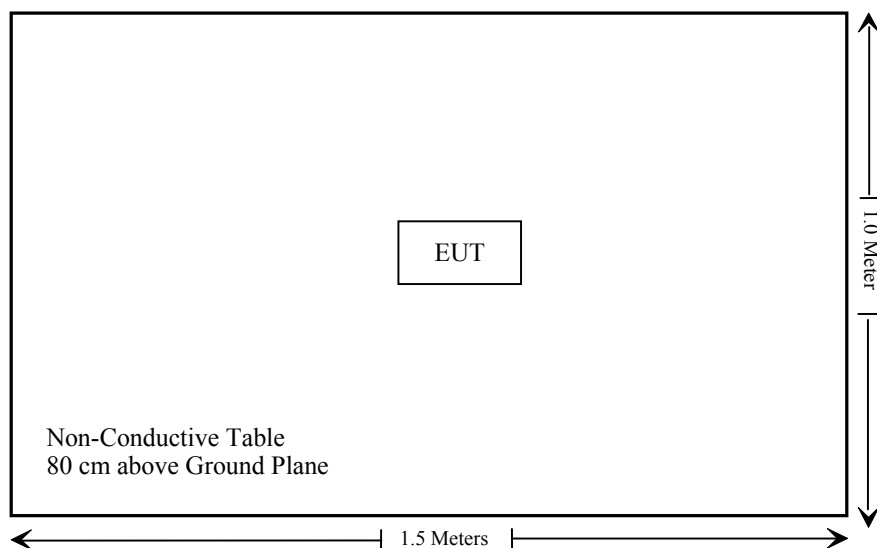 EUT
1.0 Meter
Non-Conductive Table
80 cm above Ground Plane
1.5 Meters